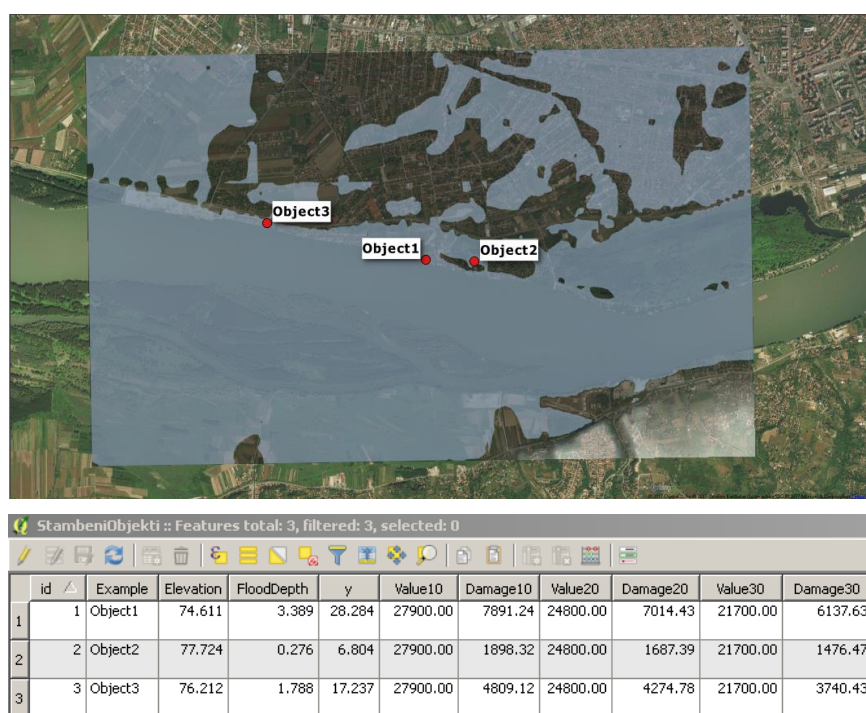 Object3
Object1
Object2
StambeniObjekti :: Features total: 3, filtered: 3, selected: 0
id Example Elevation FloodDepth y Value10 Damage10 Value20 Damage20 Value30 Damage30
1 1 Object1 74.611 3.389 28.284 27900.00 7891.24 24800.00 7014.43 21700.00 6137.63
2 2 Object2 77.724 0.276 6.804 27900.00 1898.32 24800.00 1687.39 21700.00 1476.47
3 3 Object3 76.212 1.788 17.237 27900.00 4809.12 24800.00 4274.78 21700.00 3740.43